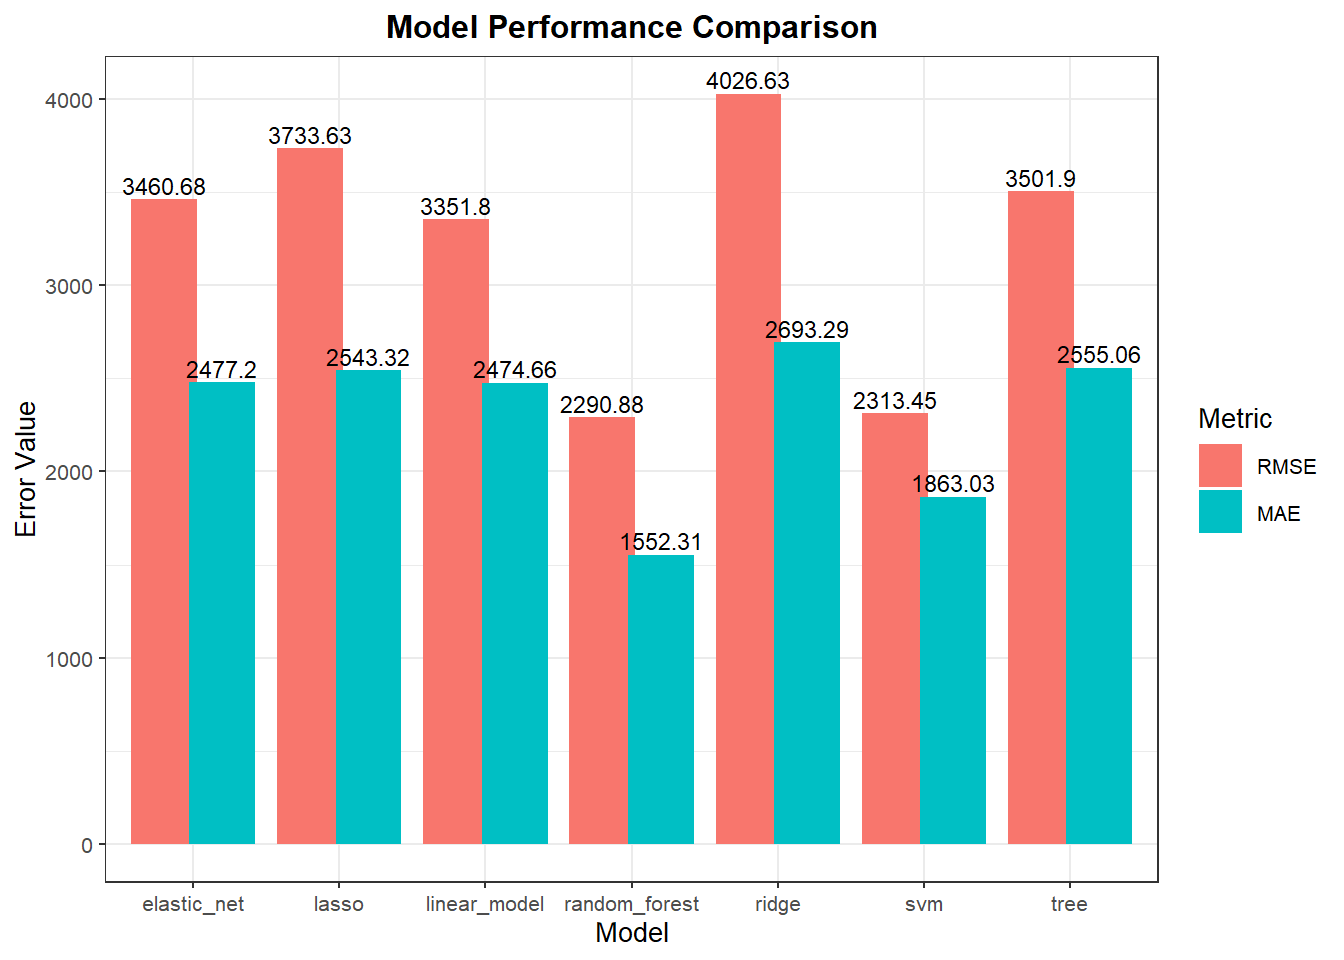 Model Performance Comparison
4026.63
4000
3733.63
3460.68
3501.9
3351.8
3000
2693.29
2477.2
2543.32
2474.66
2555.06
2290.88
2313.45
Metric
Error Value
2000
1863.03
RMSE
1552.31
MAE
1000
0
elastic_net lasso linear_model random_forest ridge svm tree
Model